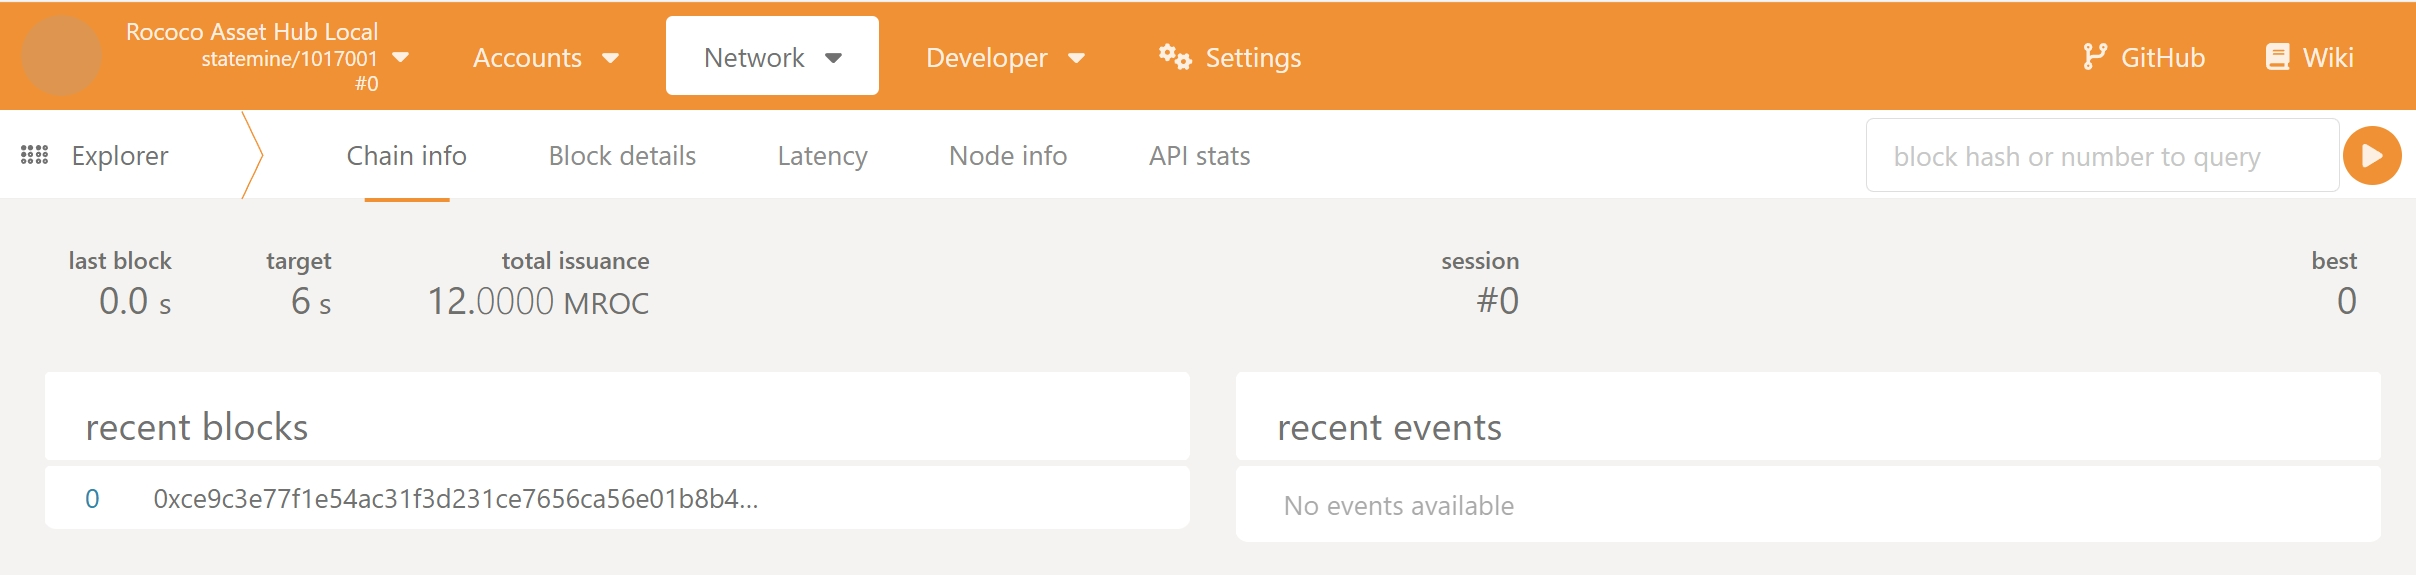 Rococo Asset Hub Local
statemine/1017001
#0
Accounts
Network
Developer
Settings
GitHub
Wiki
Explorer
Chain info
Block details
Latency
Node info
API stats
block hash or number to query
last block
0.0 s
target
6 s
total issuance
12.0000 MROC
session
#0
best
0
recent blocks
0 0xce9c3e77f1e54ac31f3d231ce7656ca56e01b8b4...
recent events
No events available